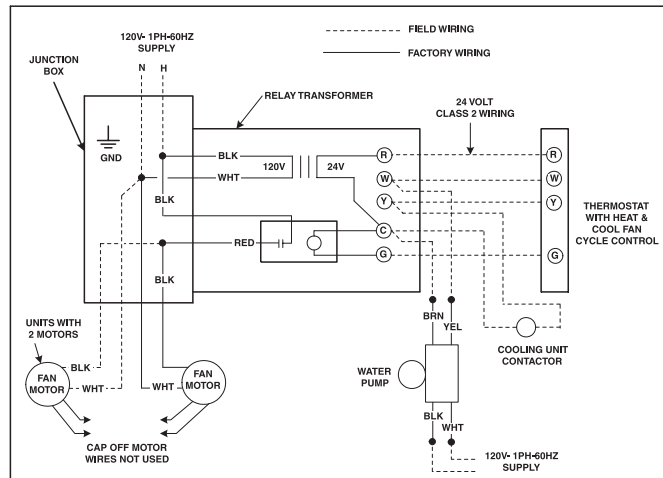 120V- 1PH-60HZ
SUPPLY
N H
JUNCTION
BOX
FIELD WIRING
FACTORY WIRING
RELAY TRANSFORMER
24 VOLT
CLASS 2 WIRING
GND
BLK
WHT
120V
24V
R
W
Y
C
G
R
W
Y
G
THERMOSTAT
WITH HEAT &
COOL FAN
CYCLE CONTROL
BLK
RED
BLK
UNITS WITH
2 MOTORS
BLK
WHT
FAN
MOTOR
WHT
FAN
MOTOR
CAP OFF MOTOR
WIRES NOT USED
BRN
YEL
WATER
PUMP
BLK
WHT
COOLING UNIT
CONTACTOR
120V- 1PH-60HZ
SUPPLY